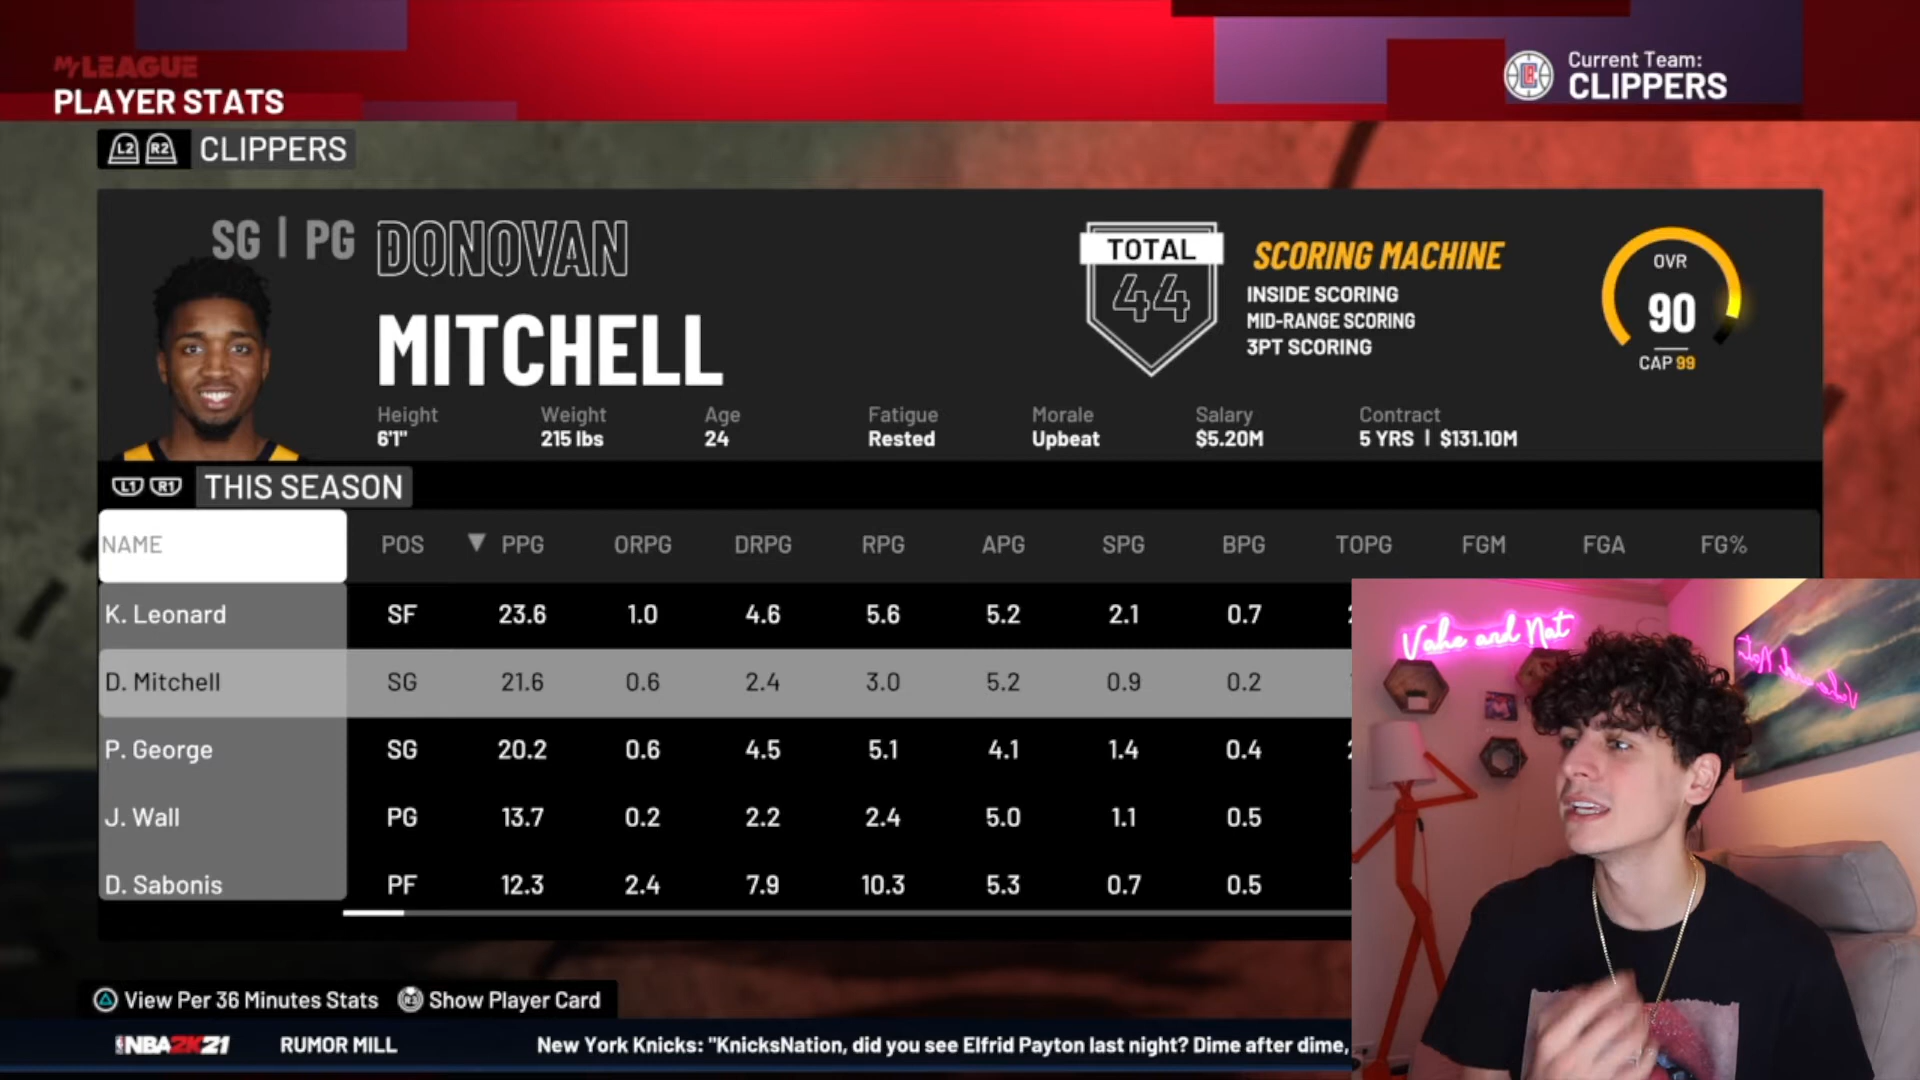 MyLEAGUE
PLAYER STATS
Current Team:
CLIPPERS
L2 R2 CLIPPERS
SG | PG DONOVAN
MITCHELL
TOTAL
44
SCORING MACHINE
INSIDE SCORING
MID-RANGE SCORING
3PT SCORING
OVR
90
CAP 99
Height Weight Age Fatigue Morale Salary Contract
6'1" 215 lbs 24 Rested Upbeat $5.20M 5 YRS | $131.10M
L1 R1 THIS SEASON
NAME POS ▼ PPG ORPG DRPG RPG APG SPG BPG TOPG FGM FGA FG%
K. Leonard SF 23.6 1.0 4.6 5.6 5.2 2.1 0.7
D. Mitchell SG 21.6 0.6 2.4 3.0 5.2 0.9 0.2
P. George SG 20.2 0.6 4.5 5.1 4.1 1.4 0.4
J. Wall PG 13.7 0.2 2.2 2.4 5.0 1.1 0.5
D. Sabonis PF 12.3 2.4 7.9 10.3 5.3 0.7 0.5
Vahe and Nat
View Per 36 Minutes Stats R3 Show Player Card
NBA2K21 RUMOR MILL New York Knicks: "KnicksNation, did you see Elfrid Payton last night? Dime after dime,